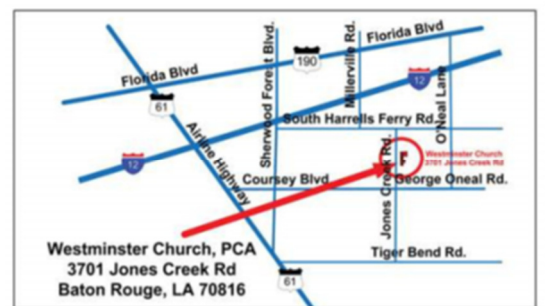 Sherwood Forest Blvd.
Millerville Rd.
Florida Blvd
190
Florida Blvd
12
61
O'Neal Lane
South Harrells Ferry Rd.
Airline Highway
12
Jones Creek Rd.
Westminster Church
3701 Jones Creek Rd
Coursey Blvd
George Oneal Rd.
Westminster Church, PCA
3701 Jones Creek Rd
Baton Rouge, LA 70816
Tiger Bend Rd.
61